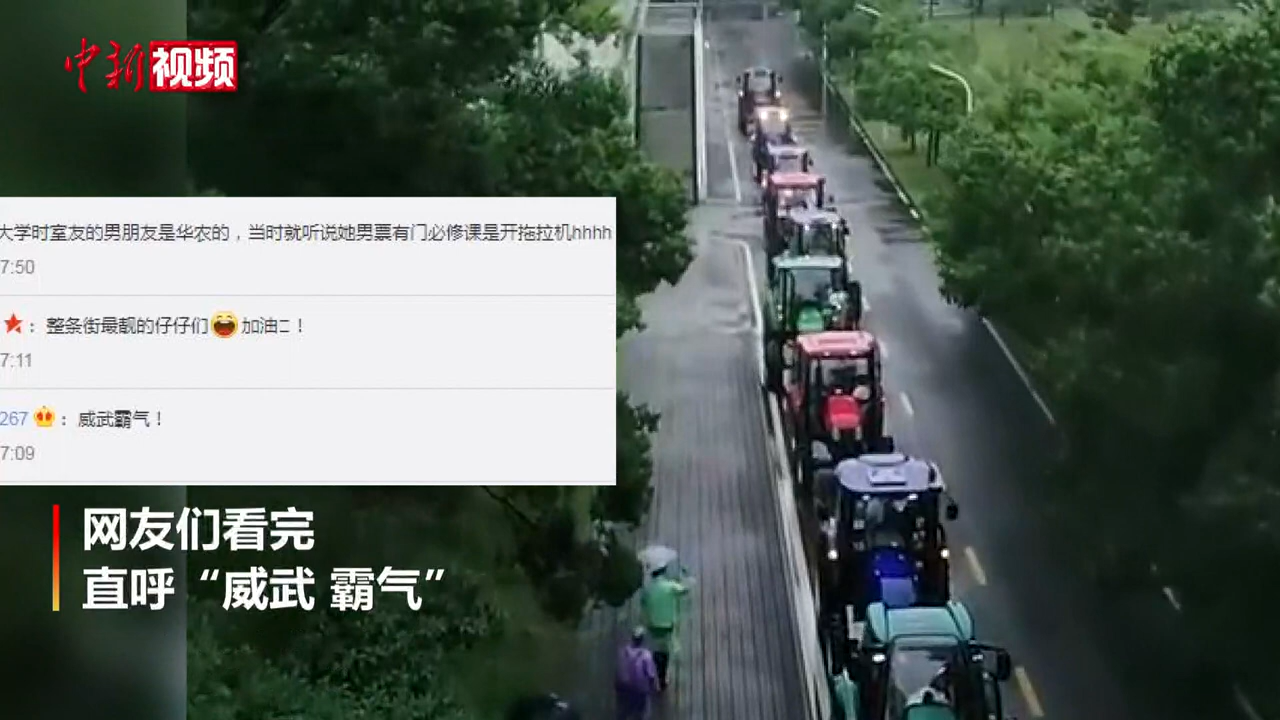 中新视频
大学时室友的男朋友是华农的，当时就听说她男票有门必修课是开拖拉机hhhh
7:50
：整条街最靓的仔仔们 加油ニ！
7:11
267 ：威武霸气！
7:09
网友们看完
直呼“威武 霸气”